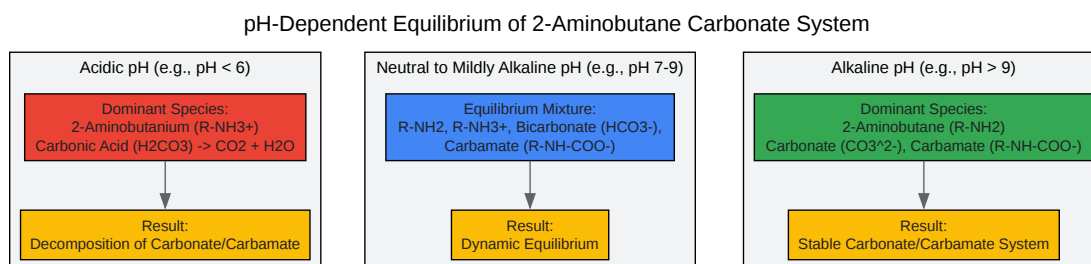 pH-Dependent Equilibrium of 2-Aminobutane Carbonate System
Acidic pH (e.g., pH < 6)
Dominant Species:
2-Aminobutanium (R-NH3+)
Carbonic Acid (H2CO3) -> CO2 + H2O
Result:
Decomposition of Carbonate/Carbamate
Neutral to Mildly Alkaline pH (e.g., pH 7-9)
Equilibrium Mixture:
R-NH2, R-NH3+, Bicarbonate (HCO3-),
Carbamate (R-NH-COO-)
Result:
Dynamic Equilibrium
Alkaline pH (e.g., pH > 9)
Dominant Species:
2-Aminobutane (R-NH2)
Carbonate (CO3^2-), Carbamate (R-NH-COO-)
Result:
Stable Carbonate/Carbamate System